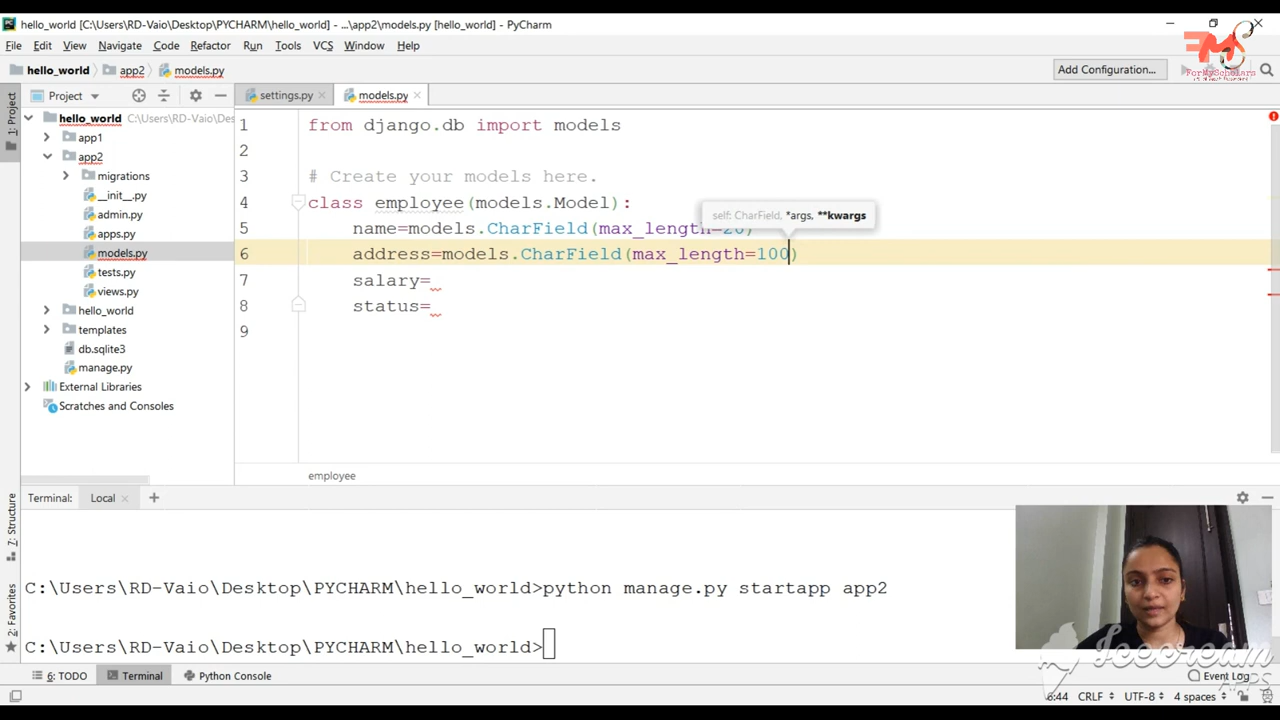 hello_world [C:\Users\RD-Vaio\Desktop\PYCHARM\hello_world] - ...\app2\models.py [hello_world] - PyCharm
File Edit View Navigate Code Refactor Run Tools VCS Window Help
hello_world app2 models.py Add Configuration...
ForMyScholars
1: Project
Project
settings.py models.py
hello_world C:\Users\RD-Vaio\Des
app1
app2
migrations
__init__.py
admin.py
apps.py
models.py
tests.py
views.py
hello_world
templates
db.sqlite3
manage.py
External Libraries
Scratches and Consoles
1 from django.db import models
2
3 # Create your models here.
4 class employee(models.Model):
self: CharField, *args, **kwargs
5 name=models.CharField(max_length=20)
6 address=models.CharField(max_length=100)
7 salary=
8 status=
9
employee
Terminal: Local
7: Structure
2: Favorites
C:\Users\RD-Vaio\Desktop\PYCHARM\hello_world>python manage.py startapp app2
C:\Users\RD-Vaio\Desktop\PYCHARM\hello_world>
Icecream
APPS
6: TODO Terminal Python Console Event Log
6:44 CRLF UTF-8 4 spaces